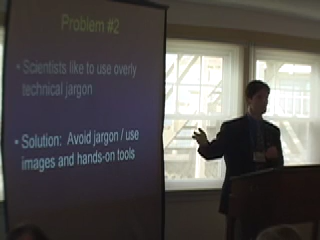 Problem #2
• Scientists like to use overly
technical jargon
• Solution: Avoid jargon / use
images and hands-on tools